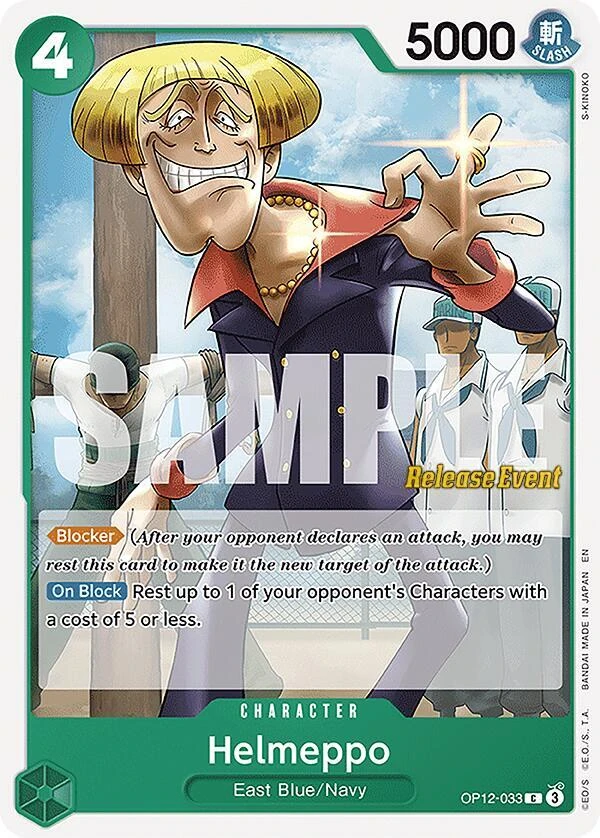 4
5000
斬
SLASH
S-KINOKO
MARINE
SAMPLE
Release Event
Blocker (After your opponent declares an attack, you may
rest this card to make it the new target of the attack.)
On Block Rest up to 1 of your opponent's Characters with
a cost of 5 or less.
CHARACTER
Helmeppo
East Blue/Navy
OP12-033 C 3
©EO/S ©E.O./S., T.A. BANDAI MADE IN JAPAN EN